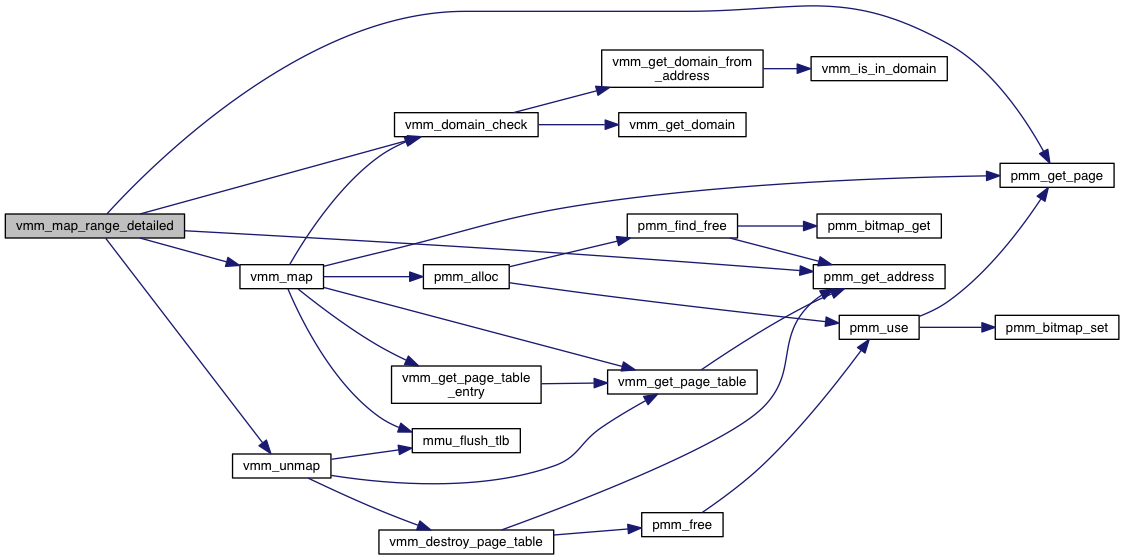 vmm_get_domain_from
_address
vmm_is_in_domain
vmm_domain_check
vmm_get_domain
pmm_get_page
vmm_map_range_detailed
pmm_find_free
pmm_bitmap_get
vmm_map
pmm_alloc
pmm_get_address
pmm_use
pmm_bitmap_set
vmm_get_page_table
_entry
vmm_get_page_table
mmu_flush_tlb
vmm_unmap
pmm_free
vmm_destroy_page_table